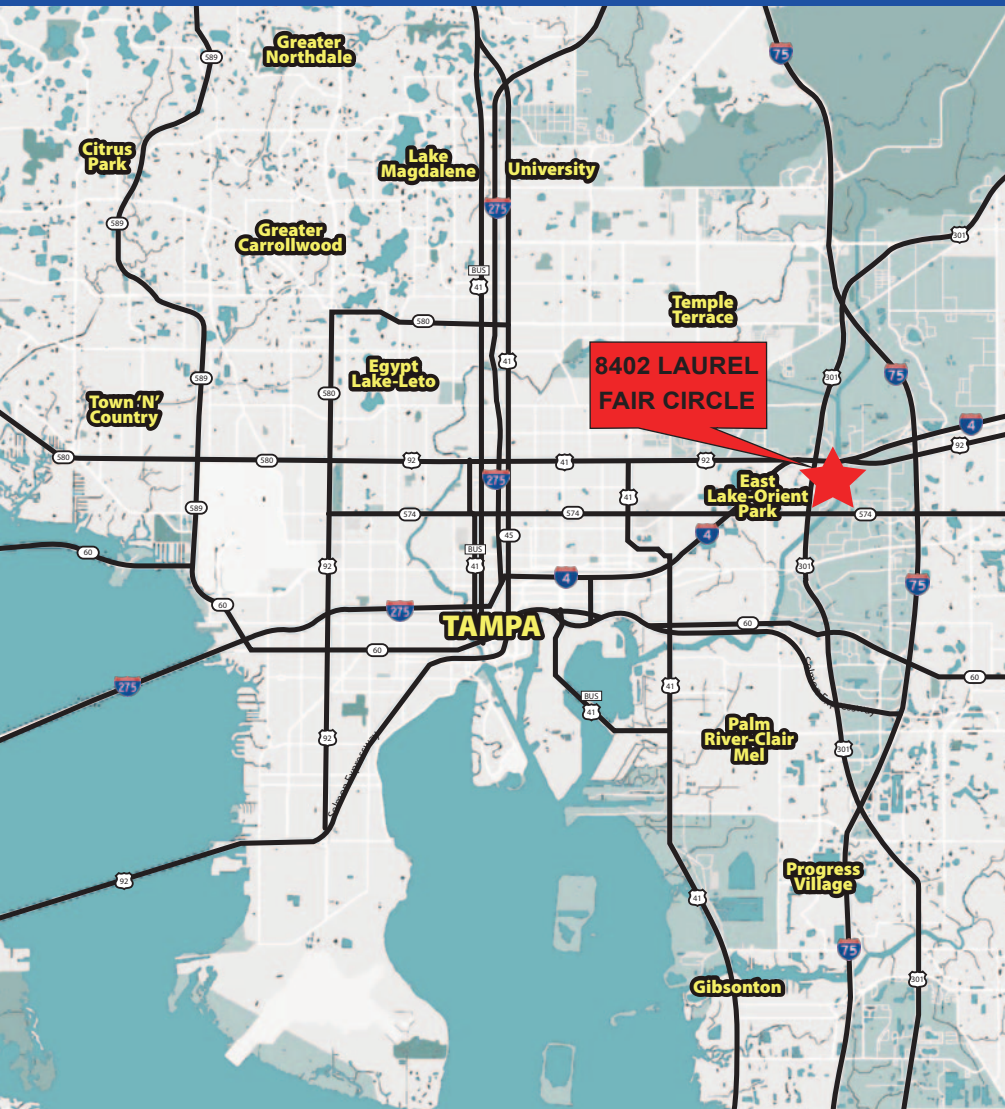 75
589
Greater
Northdale
Citrus
Park
Lake
Magdalene
University
275
589
Greater
Carrollwood
301
BUS
41
Temple
Terrace
580
41
8402 LAUREL
FAIR CIRCLE
Egypt
Lake-Leto
589
580
301
75
Town 'N'
Country
4
92
580
580
92
41
92
275
East
Lake-Orient
Park
41
589
574
574
574
4
45
60
BUS
41
92
4
301
75
60
275
TAMPA
60
60
60
275
41
Selmon Expressway
BUS
41
92
Palm
River-Clair
Mel
301
Selmon Expressway
92
Progress
Village
41
75
301
Gibsonton